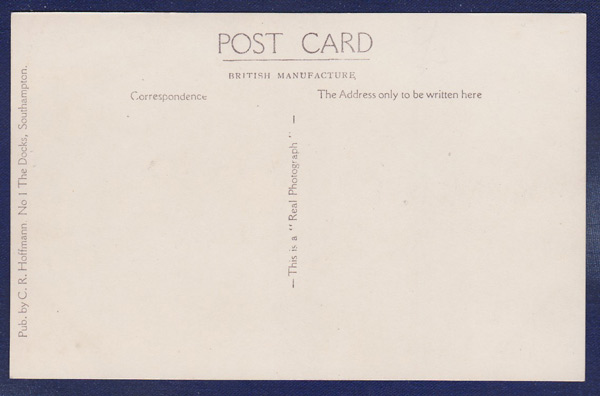 POST CARD
BRITISH MANUFACTURE
Correspondence
The Address only to be written here
— This is a "Real Photograph" —
Pub. by C. R. Hoffmann No 1 The Docks, Southampton.